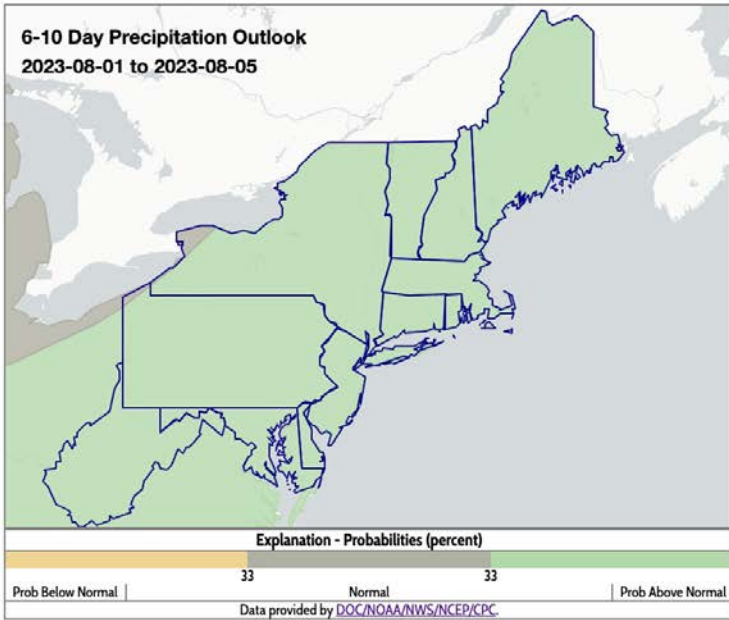 6-10 Day Precipitation Outlook
2023-08-01 to 2023-08-05
Explanation - Probabilities (percent)
33 33
Prob Below Normal Normal Prob Above Normal
Data provided by DOC/NOAA/NWS/NCEP/CPC.